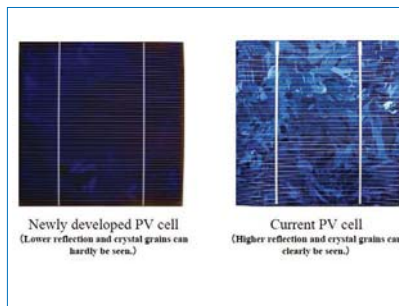 Newly developed PV cell
(Lower reflection and crystal grains can
hardly be seen.)
Current PV cell
(Higher reflection and crystal grains can
clearly be seen.)